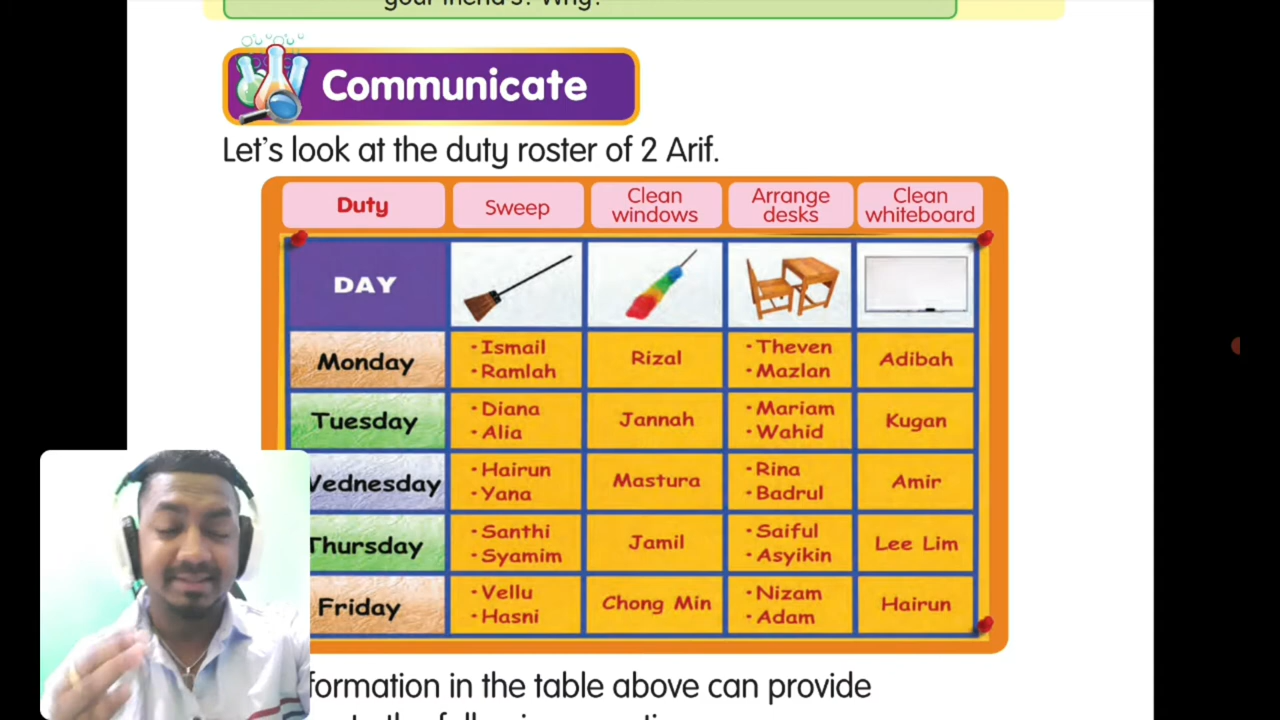 Communicate
Let's look at the duty roster of 2 Arif.
Duty
Sweep
Clean
windows
Arrange
desks
Clean
whiteboard
DAY
Monday
• Ismail
• Ramlah
Rizal
• Theven
• Mazlan
Adibah
Tuesday
• Diana
• Alia
Jannah
• Mariam
• Wahid
Kugan
Wednesday
• Hairun
• Yana
Mastura
• Rina
• Badrul
Amir
Thursday
• Santhi
• Syamim
Jamil
• Saiful
• Asyikin
Lee Lim
Friday
• Vellu
• Hasni
Chong Min
• Nizam
• Adam
Hairun
formation in the table above can provide